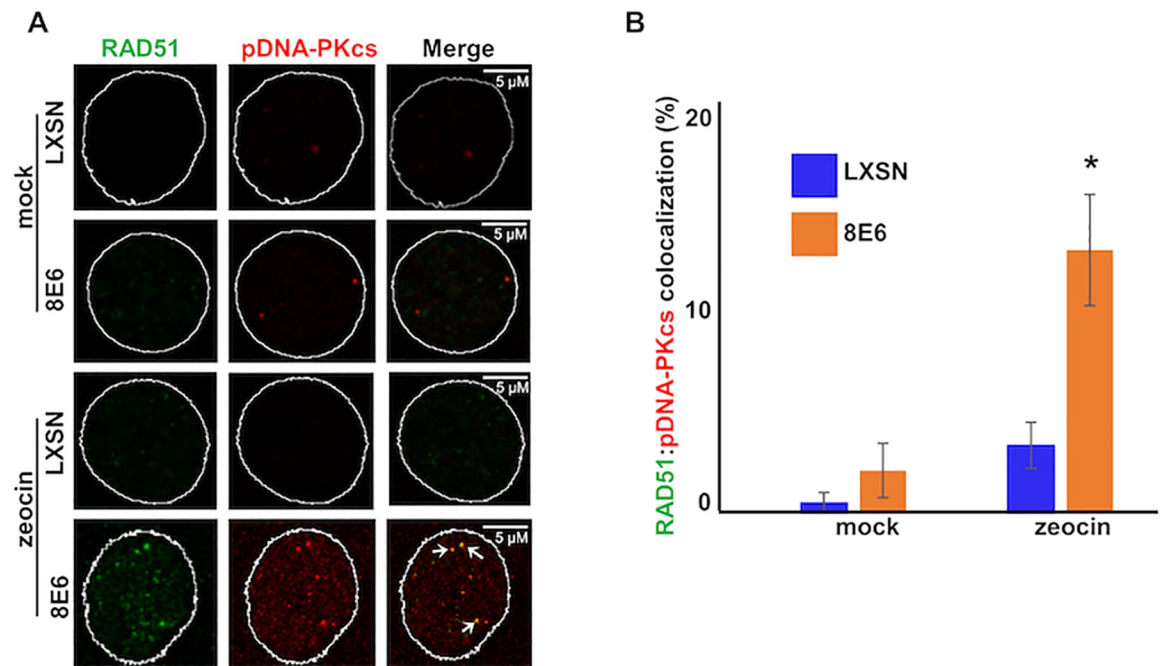 A
RAD51 pDNA-PKcs Merge
mock
LXSN
5 µM
8E6
5 µM
zeocin
LXSN
5 µM
8E6
5 µM
B
RAD51:pDNA-PKcs colocalization (%)
20
10
0
LXSN
8E6
*
mock zeocin